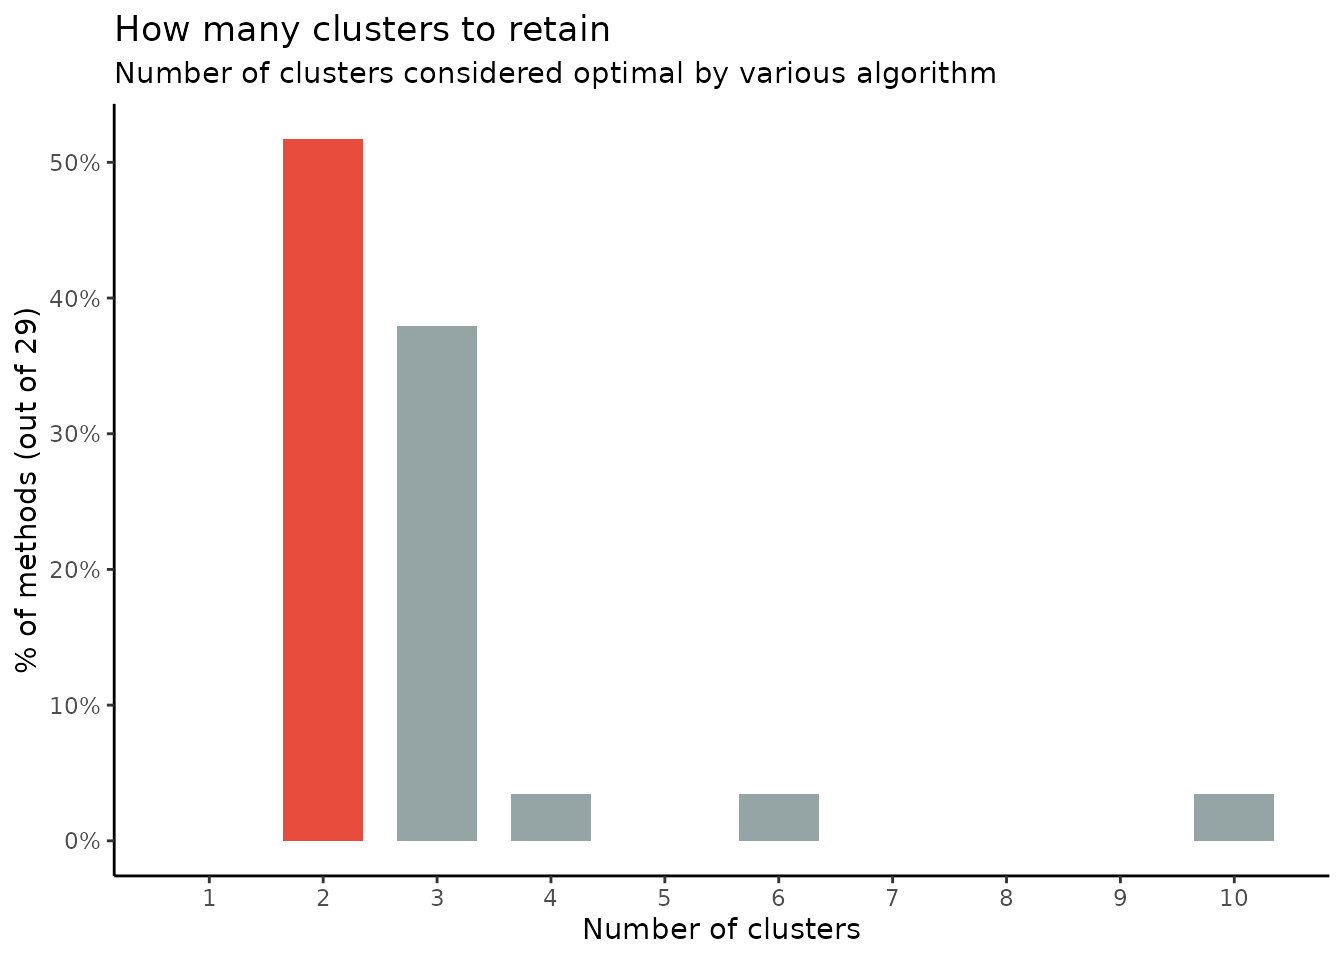 How many clusters to retain
Number of clusters considered optimal by various algorithm
% of methods (out of 29)
50%
40%
30%
20%
10%
0%
1 2 3 4 5 6 7 8 9 10
Number of clusters